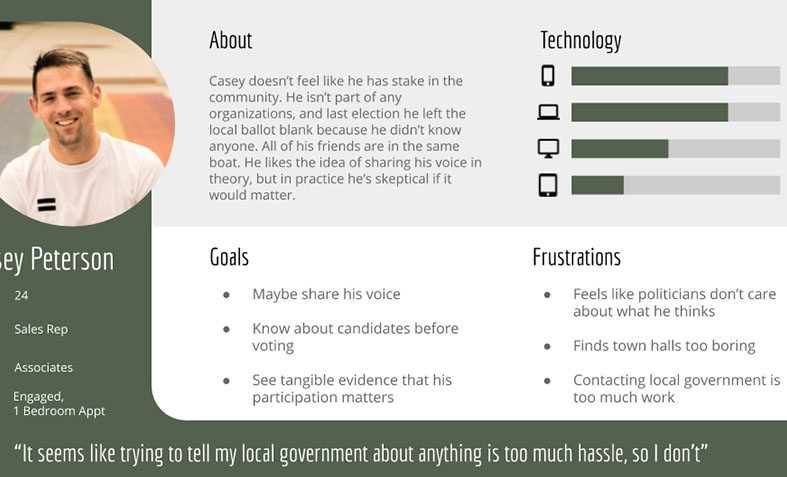 About
Casey doesn’t feel like he has stake in the
community. He isn’t part of any
organizations, and last election he left the
local ballot blank because he didn’t know
anyone. All of his friends are in the same
boat. He likes the idea of sharing his voice in
theory, but in practice he’s skeptical if it
would matter.
Technology
sey Peterson
24
Sales Rep
Associates
Engaged,
1 Bedroom Appt
Goals
● Maybe share his voice
● Know about candidates before
voting
● See tangible evidence that his
participation matters
Frustrations
● Feels like politicians don’t care
about what he thinks
● Finds town halls too boring
● Contacting local government is
too much work
“It seems like trying to tell my local government about anything is too much hassle, so I don’t”